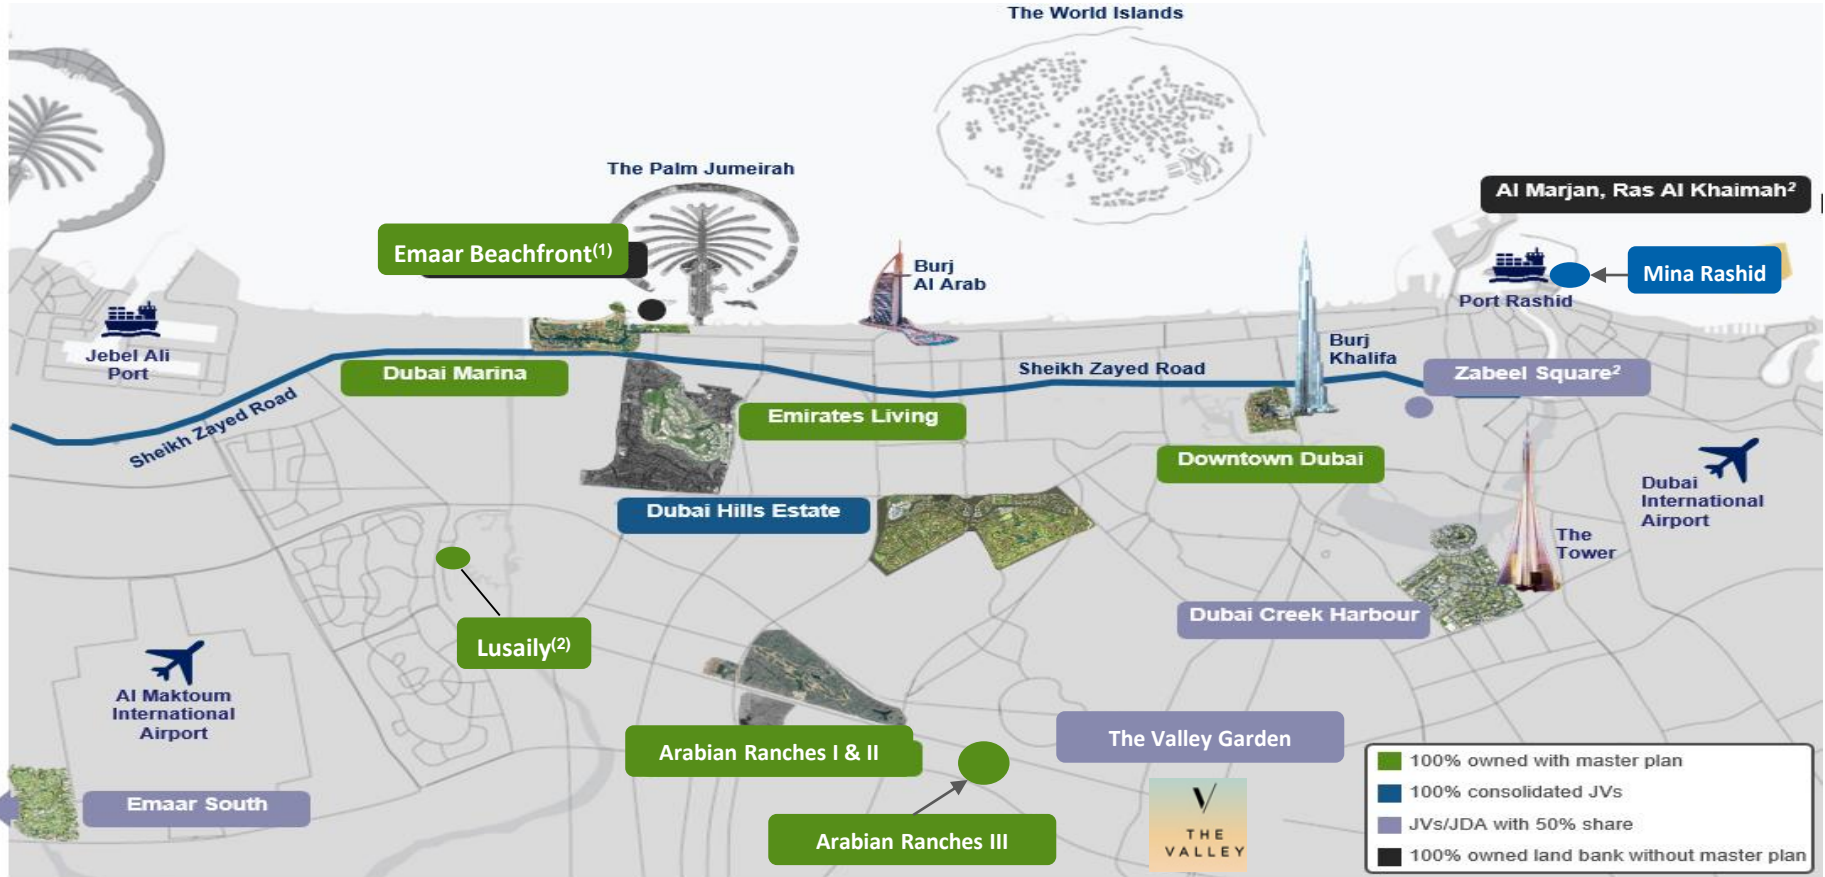 The World Islands
The Palm Jumeirah
Al Marjan, Ras Al Khaimah²
Emaar Beachfront(1)
Burj
Al Arab
Mina Rashid
Port Rashid
Jebel Ali
Port
Burj
Khalifa
Dubai Marina
Sheikh Zayed Road
Zabeel Square²
Sheikh Zayed Road
Emirates Living
Downtown Dubai
Dubai
International
Airport
Dubai Hills Estate
The
Tower
Dubai Creek Harbour
Lusaily(2)
Al Maktoum
International
Airport
Arabian Ranches I & II
The Valley Garden
Emaar South
Arabian Ranches III
V
THE
VALLEY
100% owned with master plan
100% consolidated JVs
JVs/JDA with 50% share
100% owned land bank without master plan